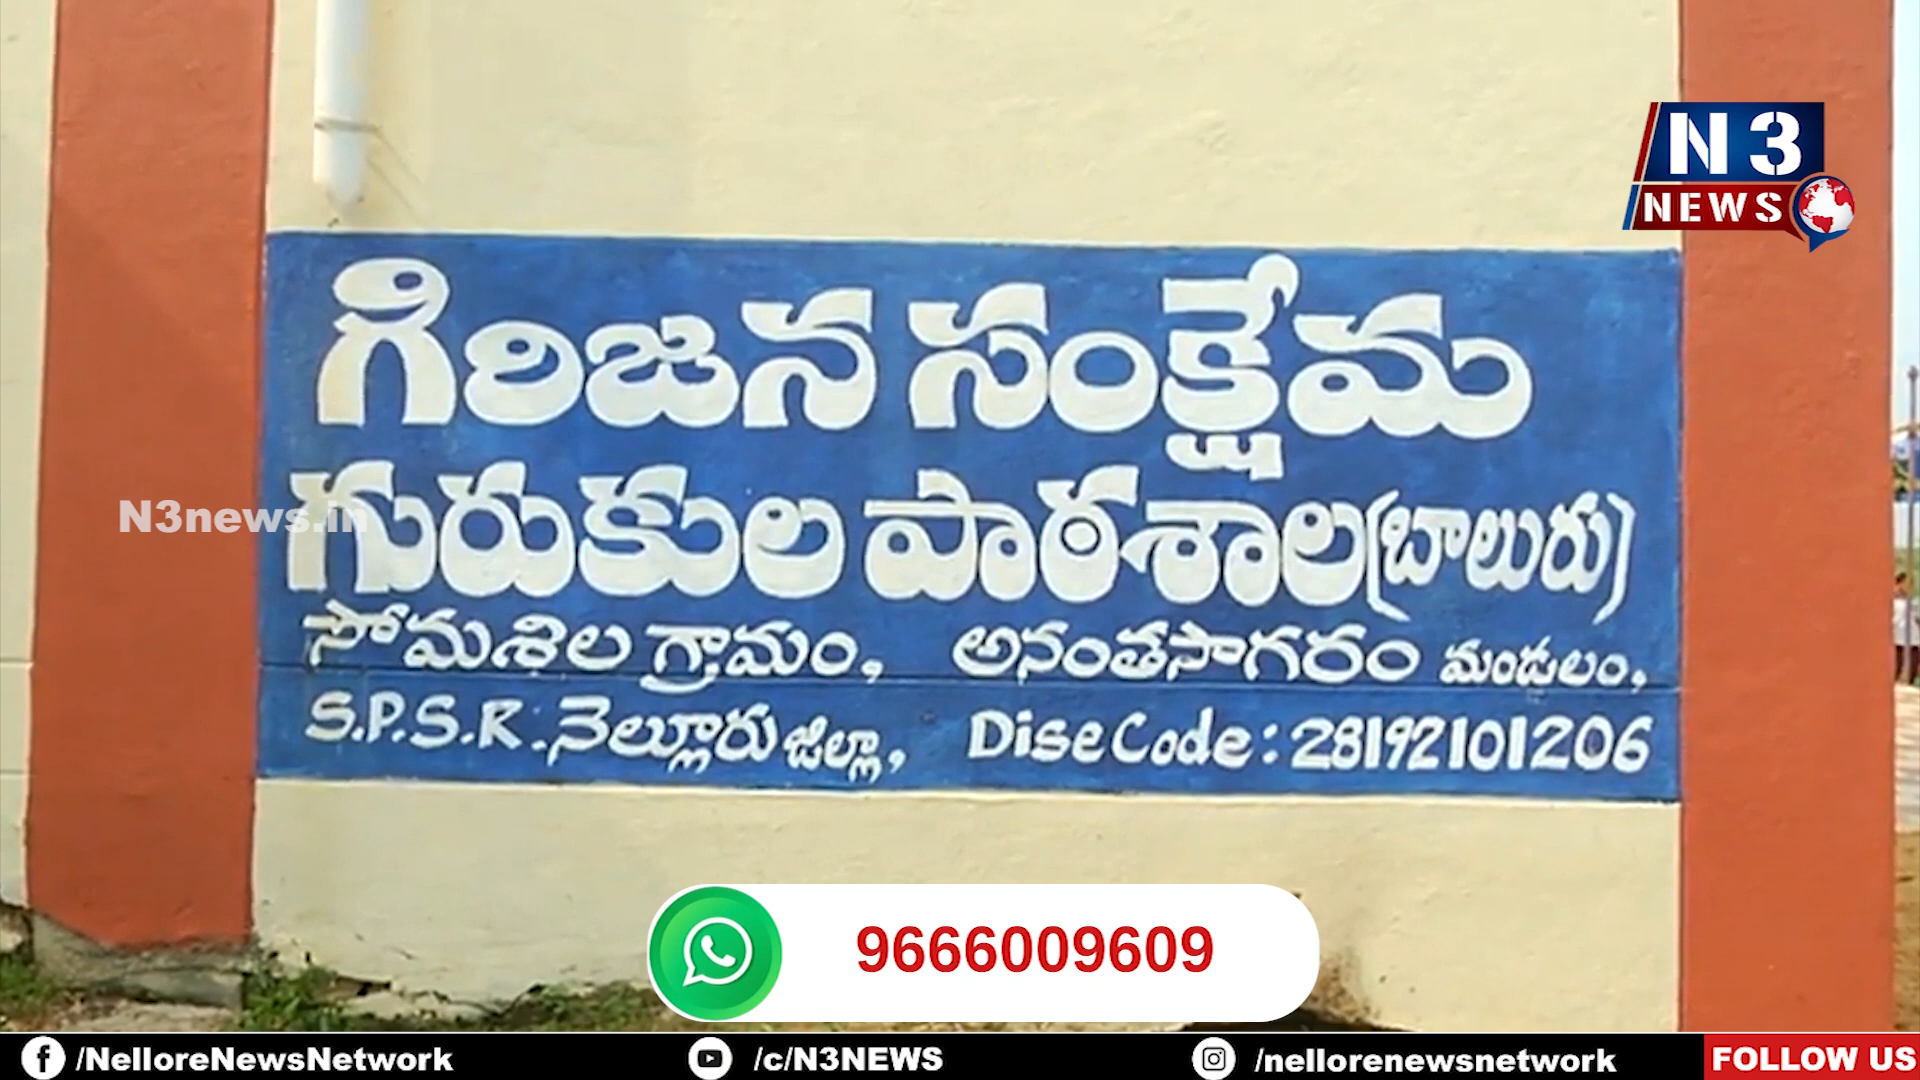 N 3
NEWS
గిరిజన సంక్షేమ
గురుకుల పాఠశాల(బాలురు)
N3news.in
సోమశిల గ్రామం, అనంతసాగరం మండలం,
S.P.S.R. నెల్లూరు జిల్లా, Dise Code: 28192101206
9666009609
/NelloreNewsNetwork /c/N3NEWS /nellorenewsnetwork FOLLOW US